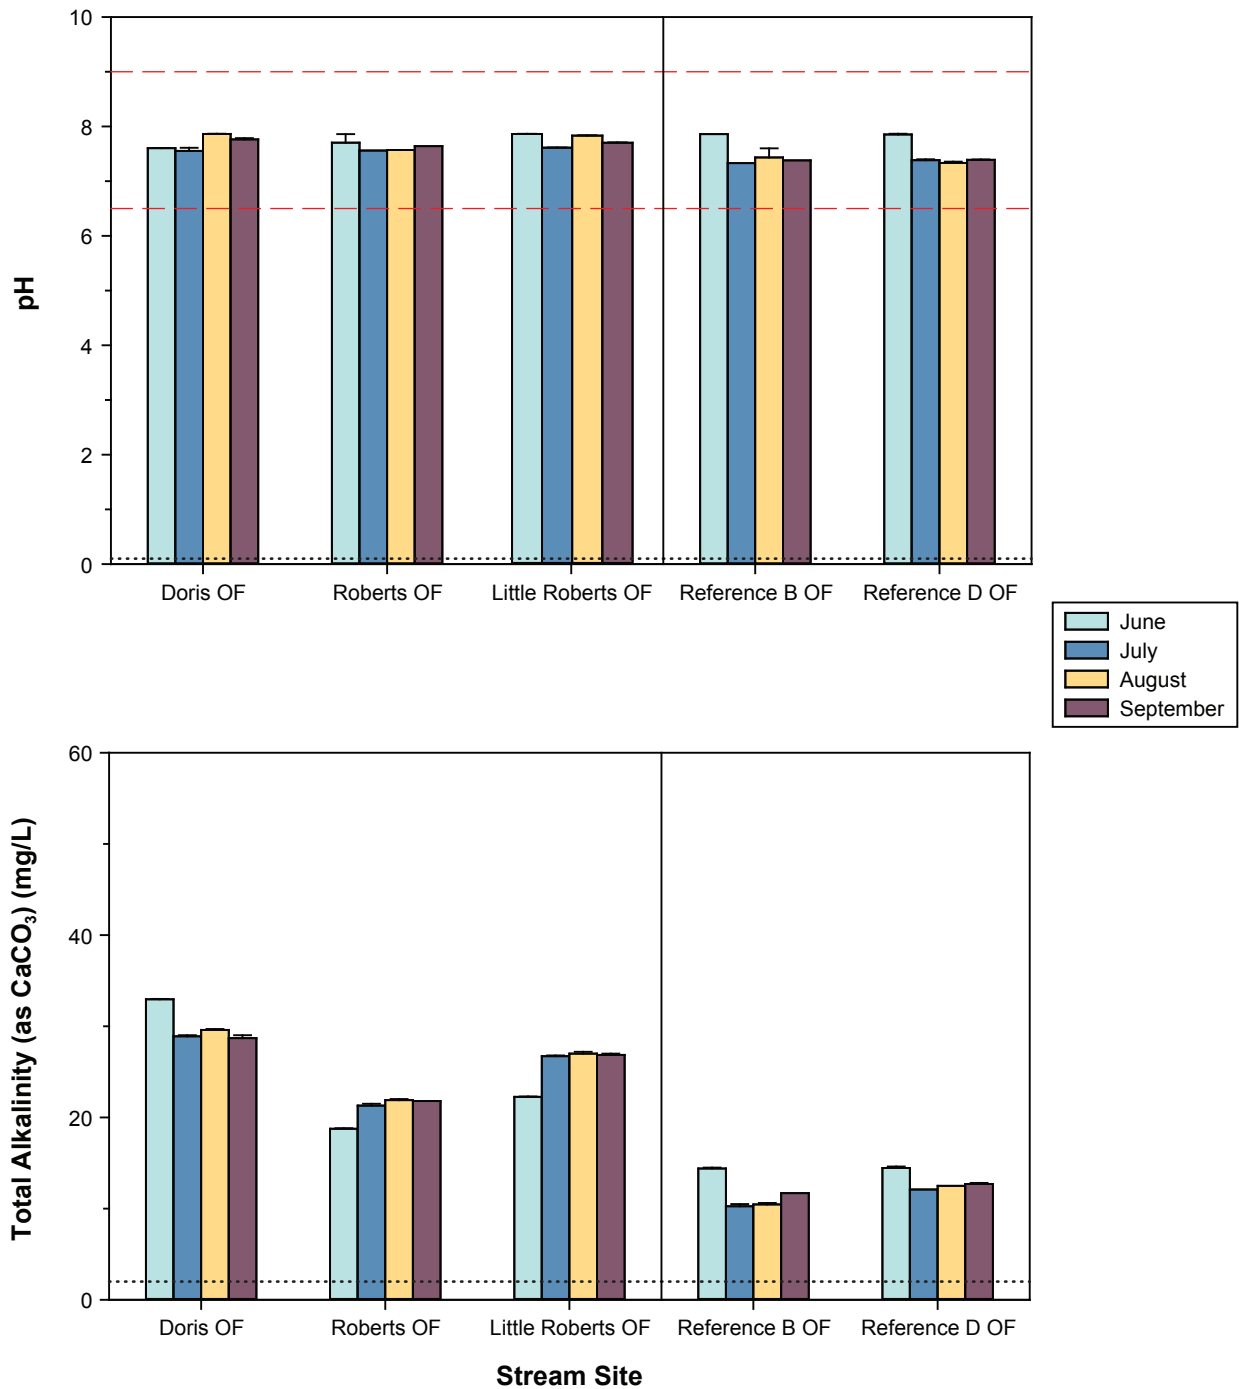 10
8
6
4
2
0
pH
Doris OF Roberts OF Little Roberts OF Reference B OF Reference D OF
June
July
August
September
60
40
20
0
Total Alkalinity (as CaCO₃) (mg/L)
Doris OF Roberts OF Little Roberts OF Reference B OF Reference D OF
Stream Site